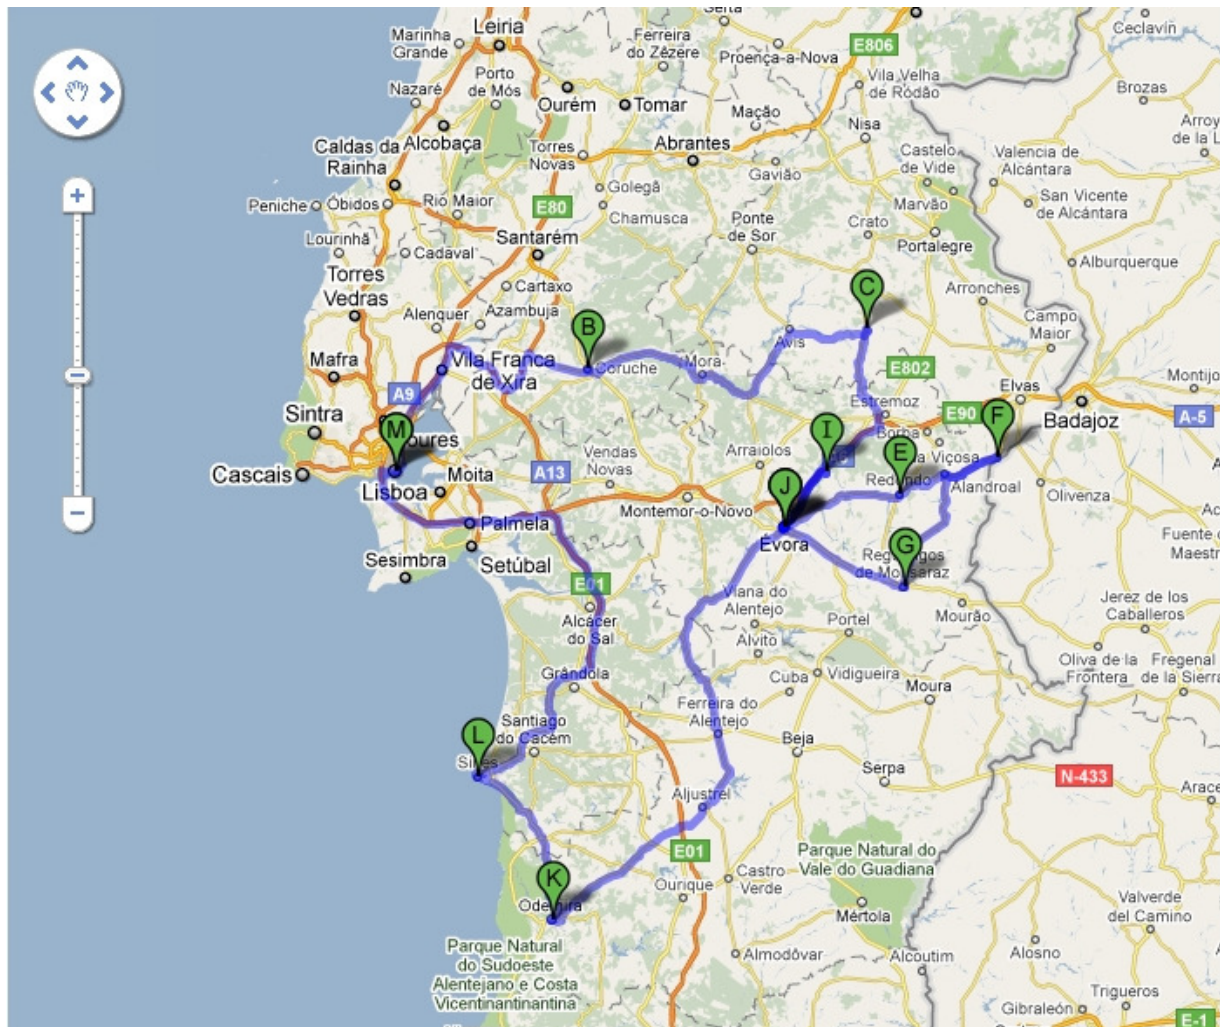 Leiria
Marinha
Grande
Ferreira
do Zêzere
Proença-a-Nova
E806
Ceclavín
Nazaré
Porto
de Mós
Ourém
Tomar
Vila Velha
de Ródão
Brozas
Alcobaça
Mação
Nisa
Caldas da
Rainha
Torres
Novas
Abrantes
Gavião
Castelo
de Vide
Valencia de
Alcántara
Golegã
Marvão
San Vicente
de Alcántara
Peniche
Óbidos
Rio Maior
E80
Chamusca
Ponte
de Sor
Crato
Portalegre
Lourinhã
Cadaval
Santarém
Alburquerque
Torres
Vedras
Cartaxo
C
Arronches
Alenquer
Azambuja
B
Avis
Campo
Maior
Mafra
Vila Franca
de Xira
Coruche
Mora
E802
A9
Estremoz
Elvas
Montijo
Sintra
M
E90
F
Badajoz
A-5
Borba
Cascais
Lisboa
Moita
A13
Vendas
Novas
Arraiolos
I
E
Viçosa
Redondo
Alandroal
Olivenza
Montemor-o-Novo
J
Palmela
Évora
G
Sesimbra
Setúbal
de Monsaraz
Fuente
Maestr
E01
Viana do
Alentejo
Mourão
Jerez de los
Caballeros
Alcácer
do Sal
Alvito
Portel
Oliva de la
Frontera
Fregenal
de la Sierra
Grândola
Cuba
Vidigueira
Moura
Ferreira do
Alentejo
L
Santiago
do Cacém
Beja
Sines
Serpa
N-433
Aljustrel
E01
Parque Natural do
Vale do Guadiana
K
Ourique
Castro
Verde
Odemira
Mértola
Valverde
del Camino
Parque Natural
do Sudoeste
Alentejano e Costa
Vicentinantinantina
Almodôvar
Alcoutim
Alosno
Gibraleón
Trigueros
E-1